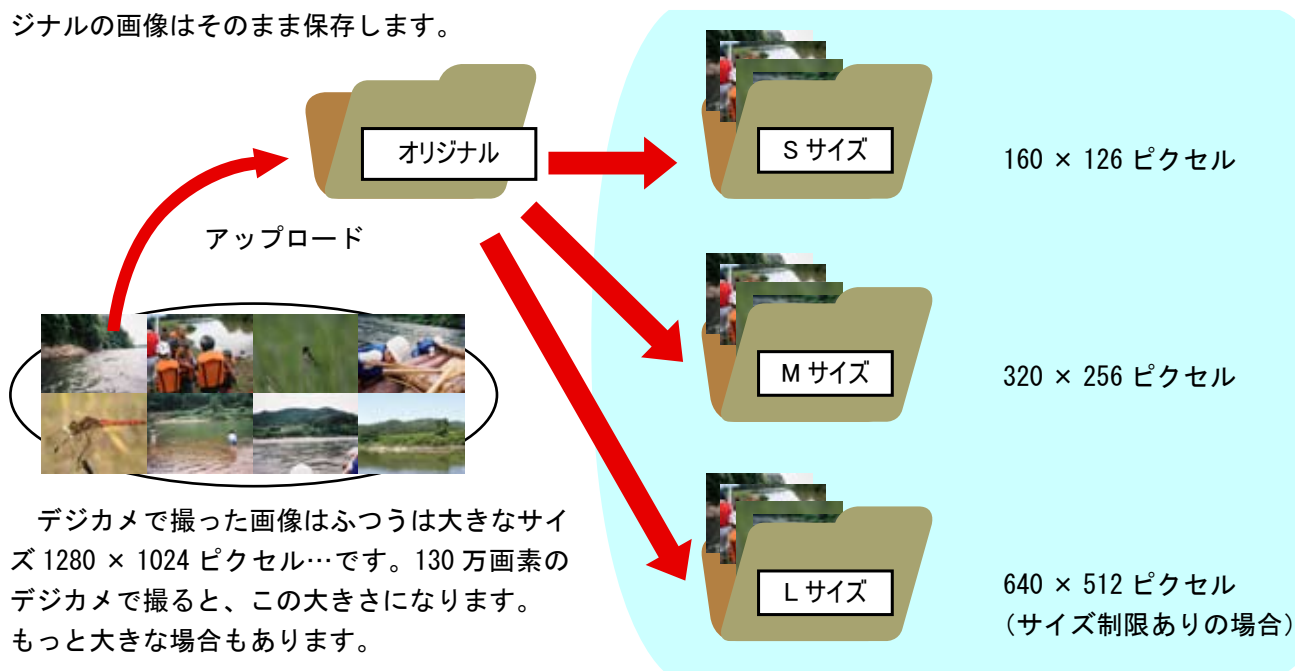 ジナルの画像はそのまま保存します。
オリジナル
アップロード
S サイズ
160 × 126 ピクセル
M サイズ
320 × 256 ピクセル
L サイズ
640 × 512 ピクセル
(サイズ制限ありの場合)
デジカメで撮った画像はふつうは大きなサイ
ズ 1280 × 1024 ピクセル…です。130 万画素の
デジカメで撮ると、この大きさになります。
もっと大きな場合もあります。